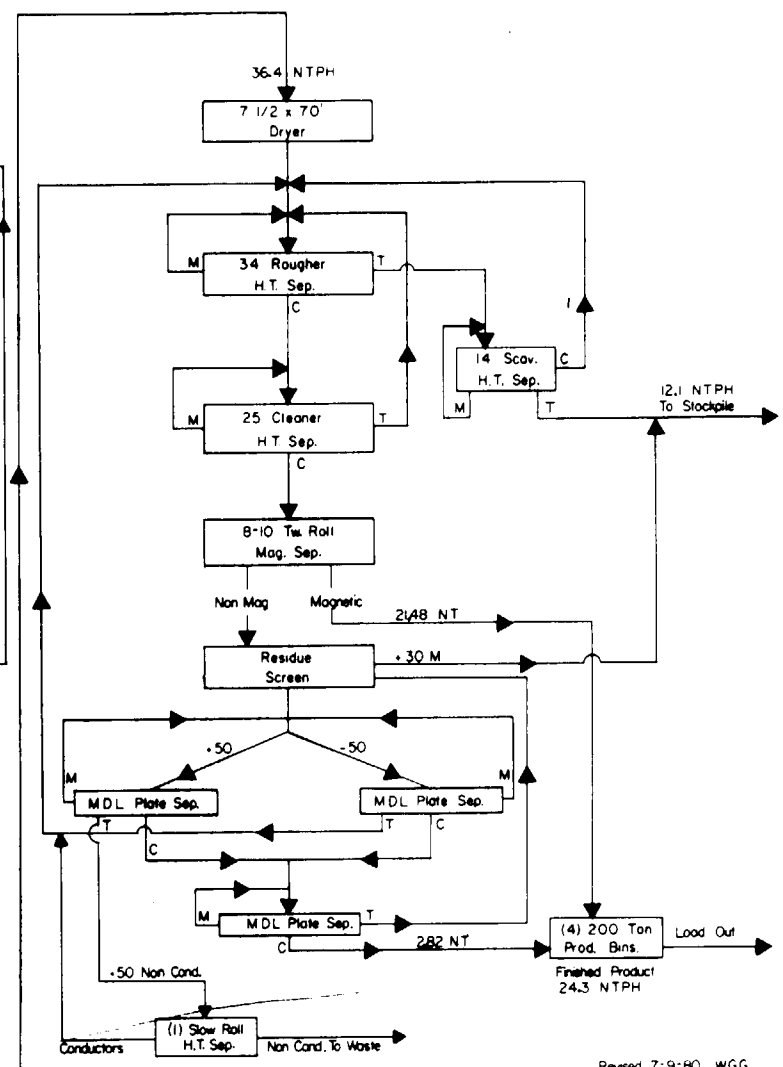 36.4 NTPH
7 1/2 x 70'
Dryer
M
34 Rougher
H.T. Sep.
T
C
14 Scav.
H.T. Sep.
C
M
T
12.1 NTPH
To Stockpile
M
25 Cleaner
H.T Sep.
T
C
8-10 Tw. Roll
Mag. Sep.
Non Mag
Magnetic
21.48 NT
Residue
Screen
+30 M
+50
-50
M
MDL Plate Sep.
T
C
MDL Plate Sep.
M
T
C
M
MDL Plate Sep.
T
C
2.82 NT
(4) 200 Ton
Prod. Bins.
Load Out
Finished Product
24.3 NTPH
+50 Non Cond.
(1) Slow Roll
H.T. Sep.
Conductors
Non Cond. To Waste
Revised 7-9-80 WGG